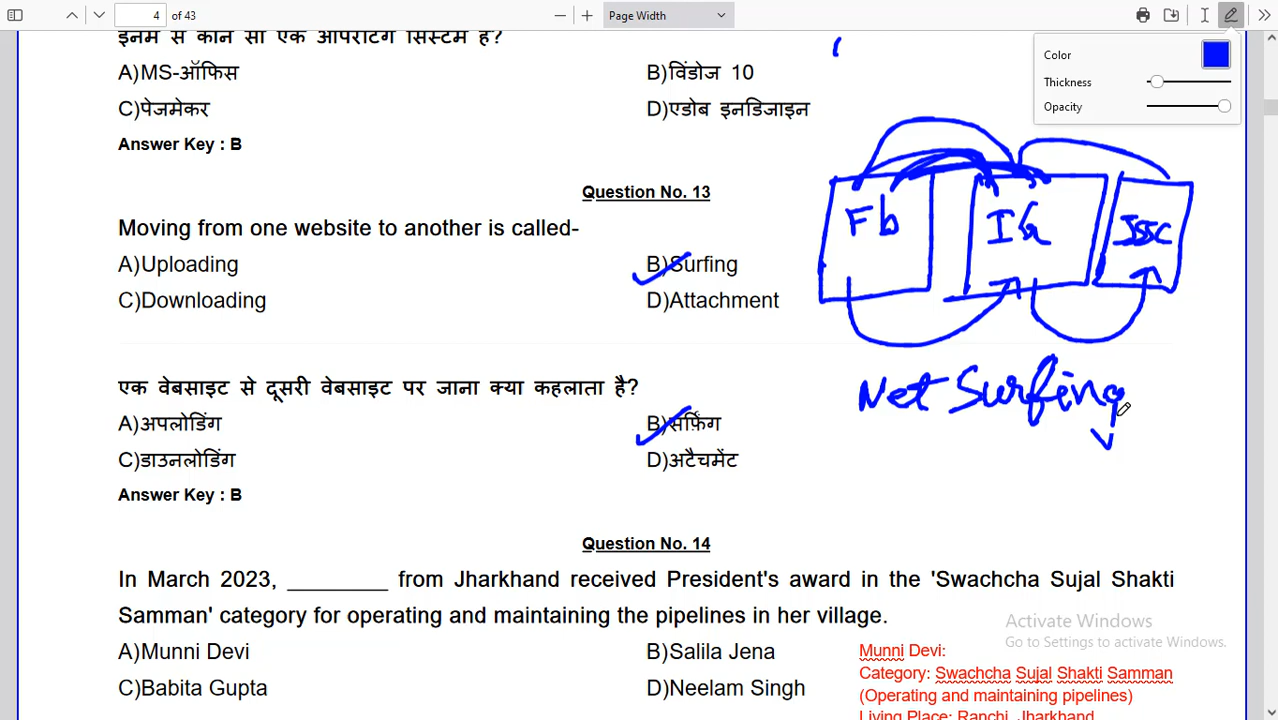 4 of 43
Page Width
इनमें से कौन सा एक ऑपरेटिंग सिस्टम है?
A)MS-ऑफिस B)विंडोज 10
C)पेजमेकर D)एडोब इनडिजाइन
Answer Key : B
Color
Thickness
Opacity
Question No. 13
Moving from one website to another is called-
A)Uploading B)Surfing
C)Downloading D)Attachment
Fb IG JSSC
Net Surfing
एक वेबसाइट से दूसरी वेबसाइट पर जाना क्या कहलाता है?
A)अपलोडिंग B)सर्फ़िंग
C)डाउनलोडिंग D)अटैचमेंट
Answer Key : B
Question No. 14
In March 2023, ________ from Jharkhand received President's award in the 'Swachcha Sujal Shakti
Samman' category for operating and maintaining the pipelines in her village.
A)Munni Devi B)Salila Jena
C)Babita Gupta D)Neelam Singh
Activate Windows
Go to Settings to activate Windows.
Munni Devi:
Category: Swachcha Sujal Shakti Samman
(Operating and maintaining pipelines)
Living Place: Ranchi, Jharkhand